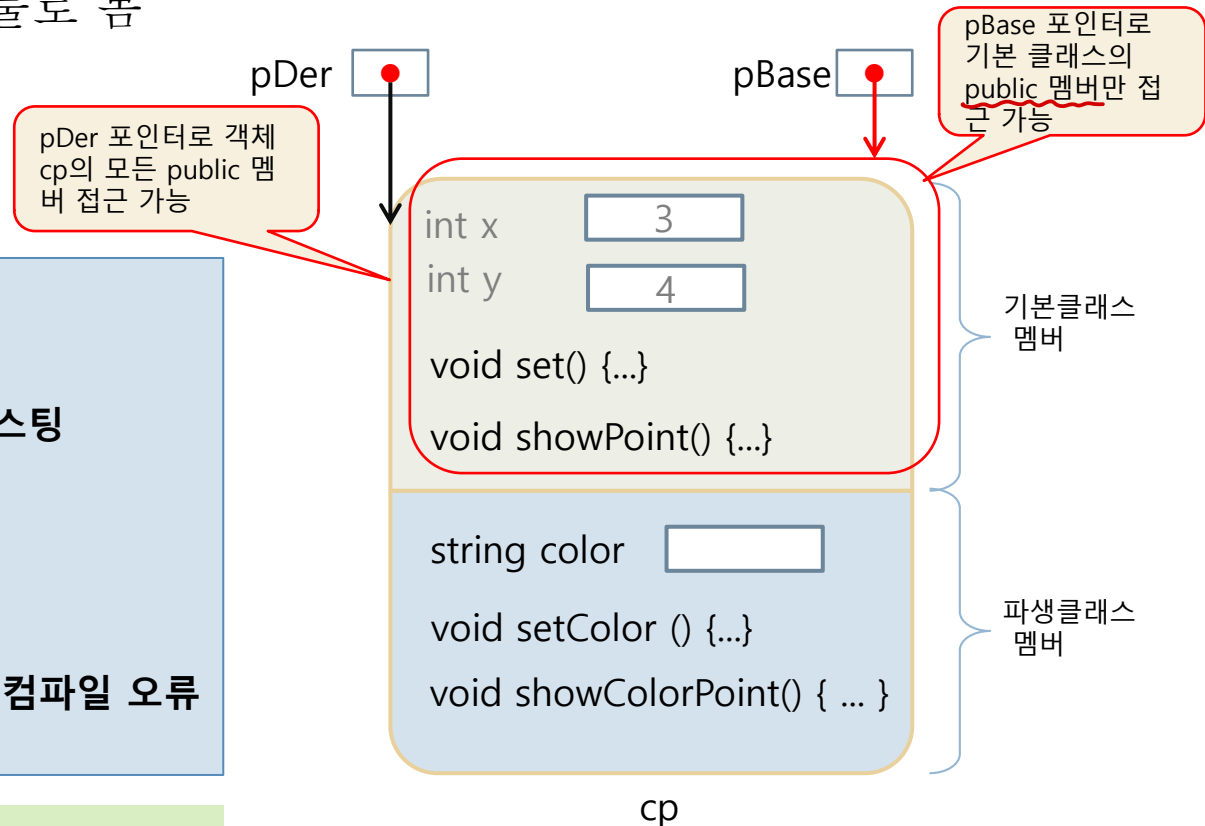 물로 봄
pDer
pBase
pBase 포인터로
기본 클래스의
public 멤버만 접
근 가능
pDer 포인터로 객체
cp의 모든 public 멤
버 접근 가능
int x
3
int y
4
void set() {...}
void showPoint() {...}
기본클래스
멤버
스팅
string color
void setColor () {...}
void showColorPoint() { ... }
파생클래스
멤버
컴파일 오류
cp